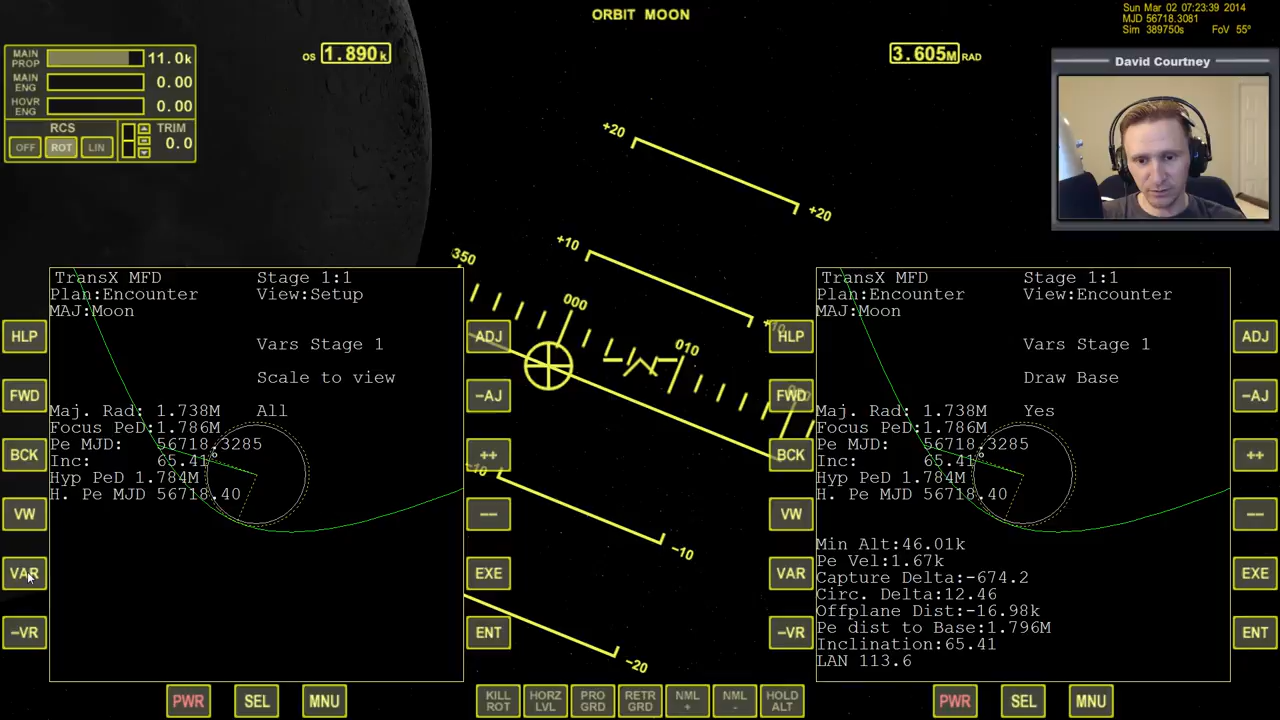 ORBIT MOON
Sun Mar 02 07:23:39 2014
MJD 56718.3081
Sim 389750s FoV 55º
MAIN PROP 11.0k
MAIN ENG 0.00
HOVR ENG 0.00
RCS TRIM
OFF ROT LIN 0.0
OS 1.890 k
3.605M RAD
David Courtney
+20 +20
+10 +10
350 000 010
-10 -10
-20
TransX MFD Stage 1:1
Plan:Encounter View:Setup
MAJ:Moon
Vars Stage 1
Scale to view
Maj. Rad: 1.738M All
Focus PeD:1.786M
Pe MJD: 56718.3285
Inc: 65.41°
Hyp PeD 1.784M
H. Pe MJD 56718.40
HLP
FWD
BCK
VW
VAR
-VR
ADJ
-AJ
++
--
EXE
ENT
PWR SEL MNU
KILL ROT
HORZ LVL
PRO GRD
RETR GRD
NML +
NML -
HOLD ALT
TransX MFD Stage 1:1
Plan:Encounter View:Encounter
MAJ:Moon
Vars Stage 1
Draw Base
Maj. Rad: 1.738M Yes
Focus PeD:1.786M
Pe MJD: 56718.3285
Inc: 65.41°
Hyp PeD 1.784M
H. Pe MJD 56718.40
Min Alt:46.01k
Pe Vel:1.67k
Capture Delta:-674.2
Circ. Delta:12.46
Offplane Dist:-16.98k
Pe dist to Base:1.796M
Inclination:65.41
LAN 113.6
HLP
FWD
BCK
VW
VAR
-VR
ADJ
-AJ
++
--
EXE
ENT
PWR SEL MNU